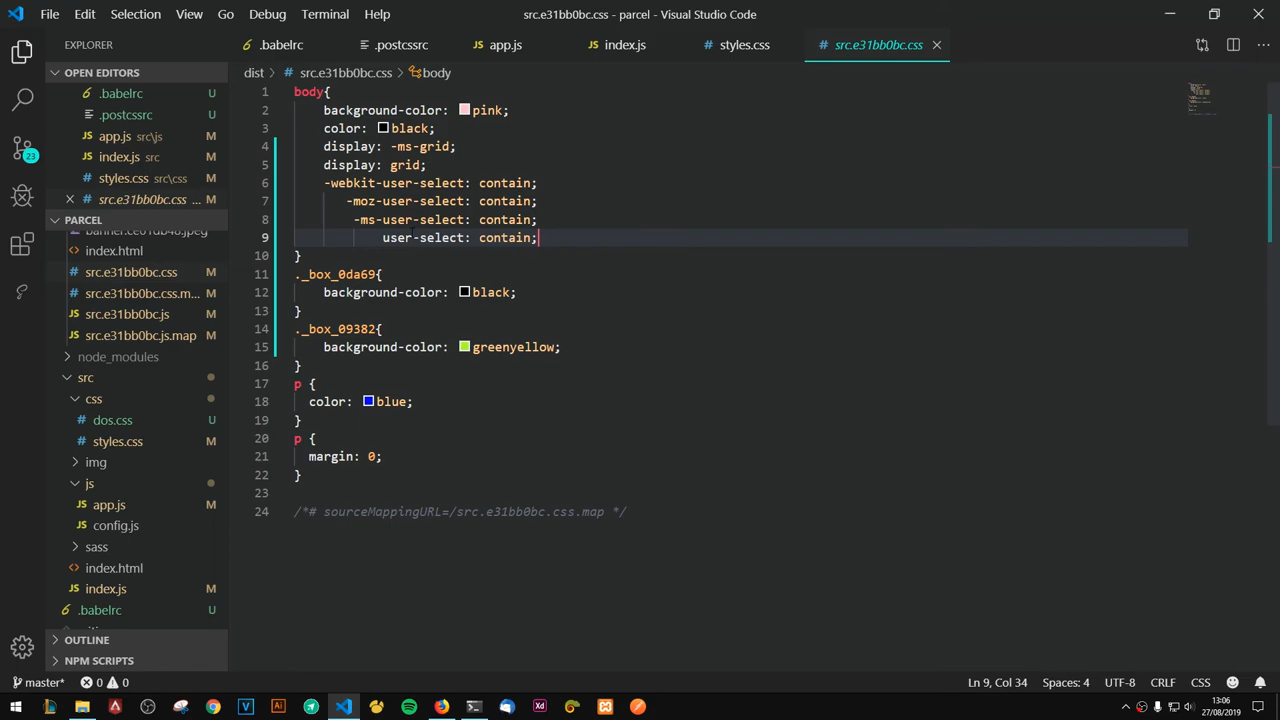 File Edit Selection View Go Debug Terminal Help
src.e31bb0bc.css - parcel - Visual Studio Code
EXPLORER
.babelrc
.postcssrc
app.js
index.js
styles.css
src.e31bb0bc.css
OPEN EDITORS
.babelrc U
.postcssrc U
app.js src\js M
index.js src M
styles.css src\css M
src.e31bb0bc.css ... M
PARCEL
index.html M
src.e31bb0bc.css M
src.e31bb0bc.css.m... M
src.e31bb0bc.js M
src.e31bb0bc.js.map M
node_modules
src
css
dos.css U
styles.css M
img
js
app.js M
config.js
sass
index.html
index.js M
.babelrc U
OUTLINE
NPM SCRIPTS
dist > src.e31bb0bc.css > body
1 body{
2 background-color: pink;
3 color: black;
4 display: -ms-grid;
5 display: grid;
6 -webkit-user-select: contain;
7 -moz-user-select: contain;
8 -ms-user-select: contain;
9 user-select: contain;
10 }
11 ._box_0da69{
12 background-color: black;
13 }
14 ._box_09382{
15 background-color: greenyellow;
16 }
17 p {
18 color: blue;
19 }
20 p {
21 margin: 0;
22 }
23
24 /*# sourceMappingURL=/src.e31bb0bc.css.map */
23
master* 0 0
Ln 9, Col 34 Spaces: 4 UTF-8 CRLF CSS
13:06
27/08/2019